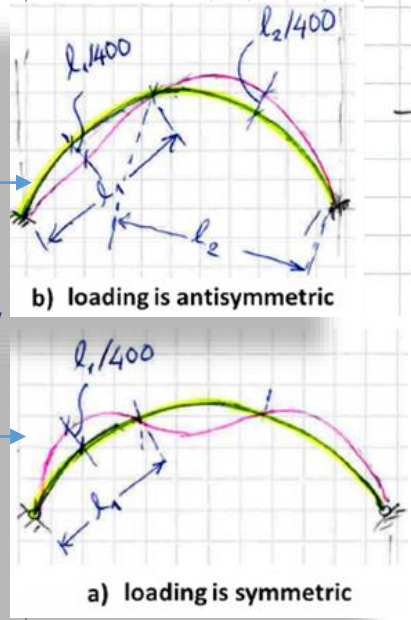 l₁/400
l₂/400
l₁
l₂
b) loading is antisymmetric
l₁/400
l₁
a) loading is symmetric